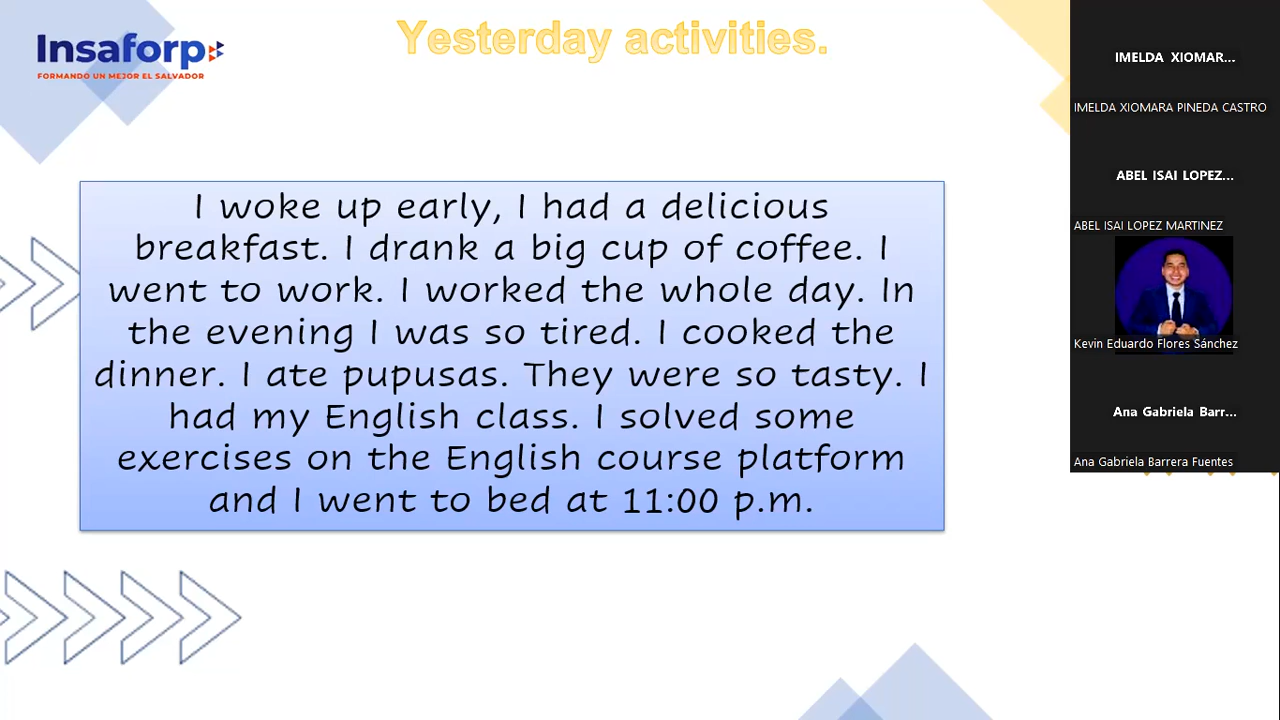 Yesterday activities.
Insaforp
FORMANDO UN MEJOR EL SALVADOR
I woke up early, I had a delicious
breakfast. I drank a big cup of coffee. I
went to work. I worked the whole day. In
the evening I was so tired. I cooked the
dinner. I ate pupusas. They were so tasty. I
had my English class. I solved some
exercises on the English course platform
and I went to bed at 11:00 p.m.
IMELDA XIOMAR...
IMELDA XIOMARA PINEDA CASTRO
ABEL ISAI LOPEZ...
ABEL ISAI LOPEZ MARTINEZ
Kevin Eduardo Flores Sánchez
Ana Gabriela Barr...
Ana Gabriela Barrera Fuentes